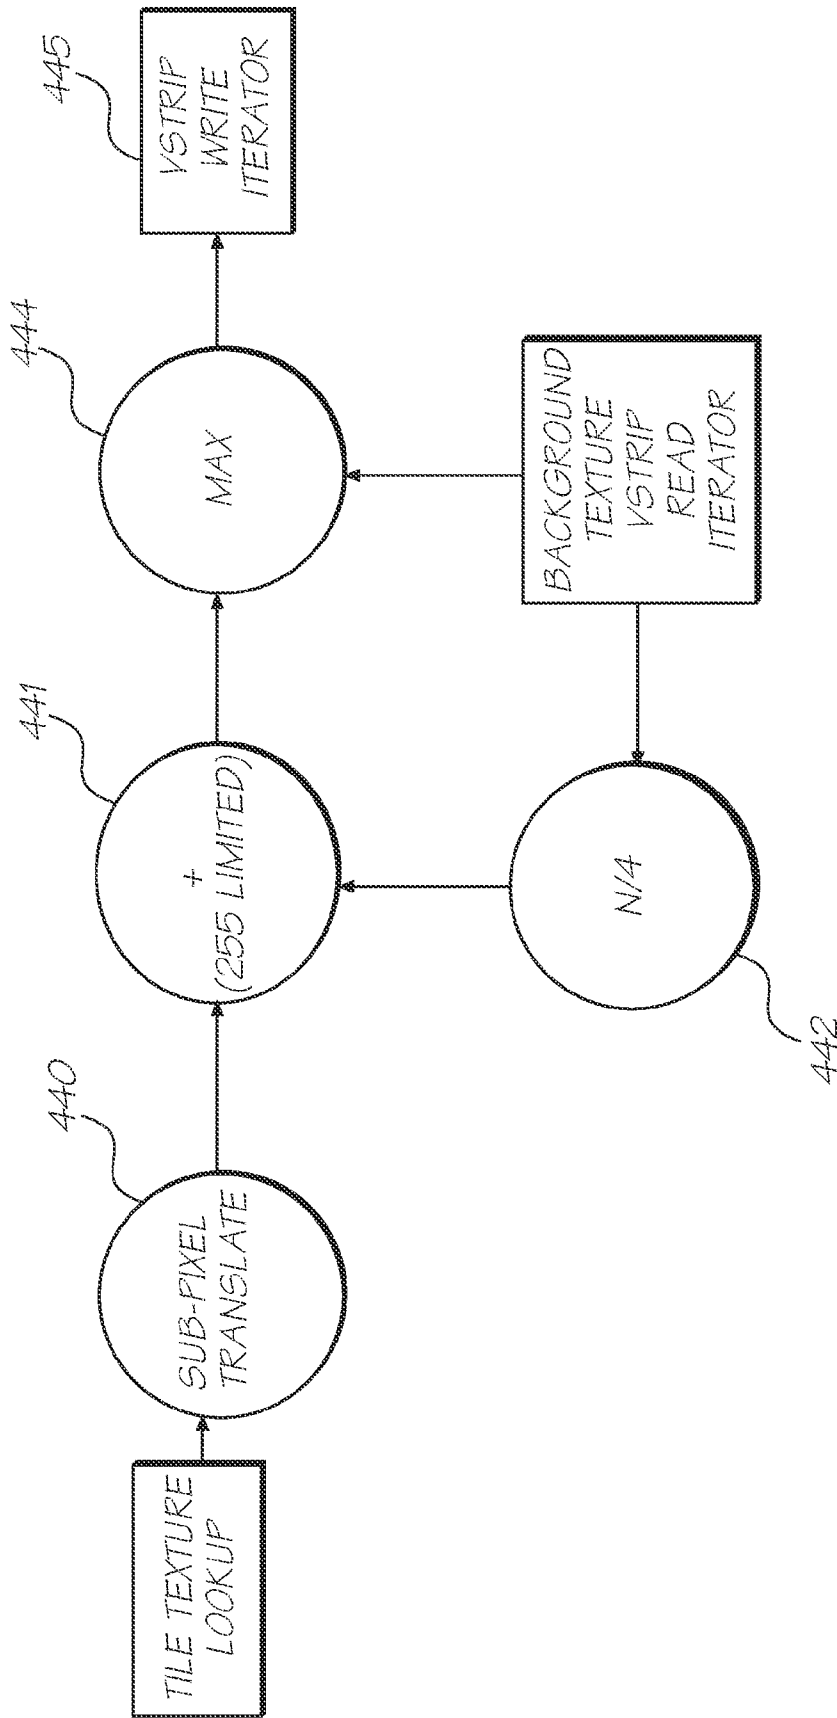 445
VSTRIP
WRITE
ITERATOR
444
MAX
BACKGROUND
TEXTURE
VSTRIP
READ
ITERATOR
441
+
(255 LIMITED)
N/4
442
440
SUB-PIXEL
TRANSLATE
TILE TEXTURE
LOOKUP